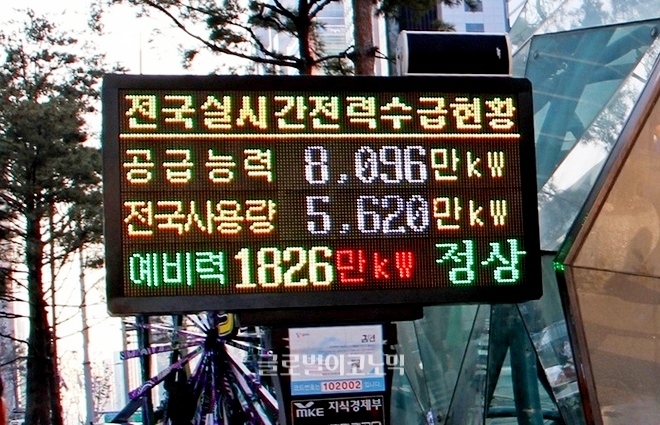 전국실시간전력수급현황
공급능력 8,096만kW
전국사용량 5,620만kW
예비력 1826만kW 정상
글로벌이코노믹
102002
MKE 지식경제부